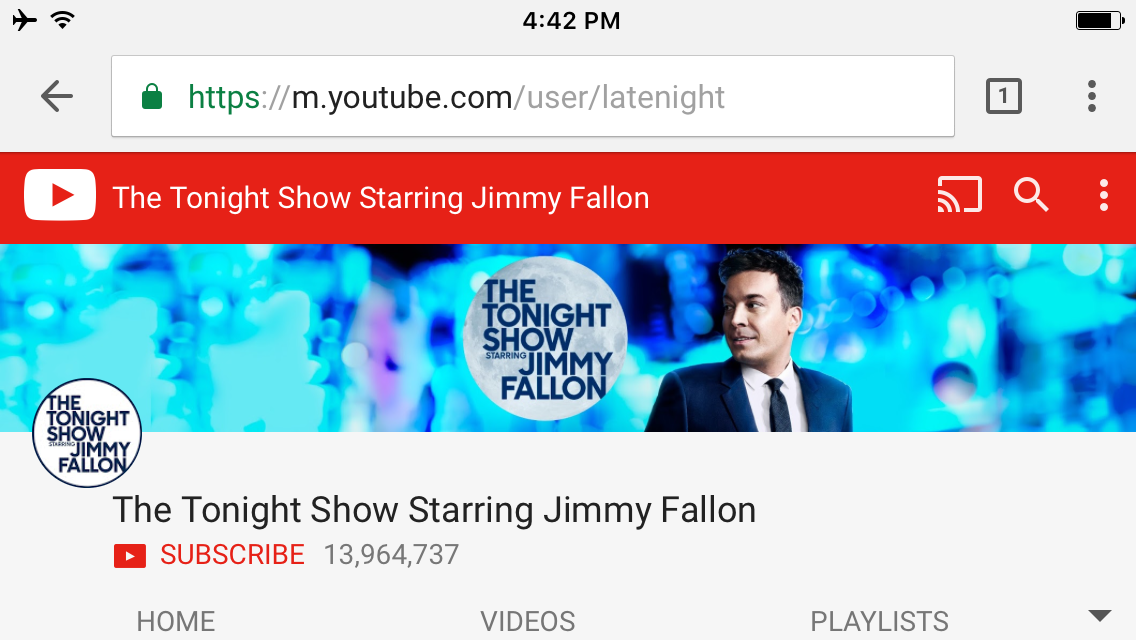 4:42 PM
https://m.youtube.com/user/latenight
1
The Tonight Show Starring Jimmy Fallon
THE
TONIGHT
SHOW
STARRING JIMMY
FALLON
THE
TONIGHT
SHOW
STARRING JIMMY
FALLON
The Tonight Show Starring Jimmy Fallon
SUBSCRIBE 13,964,737
HOME VIDEOS PLAYLISTS